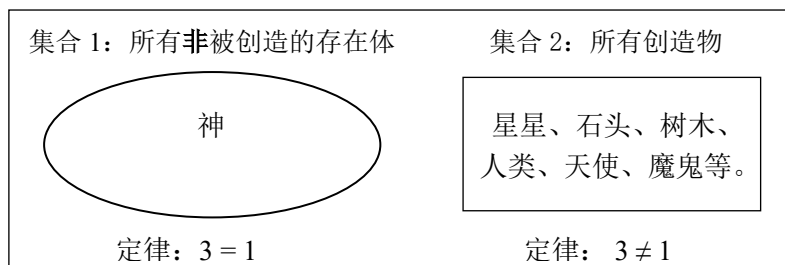 集合 1：所有非被创造的存在体
集合 2：所有创造物
神
星星、石头、树木、
人类、天使、魔鬼等。
定律：3 = 1
定律： 3 ≠ 1